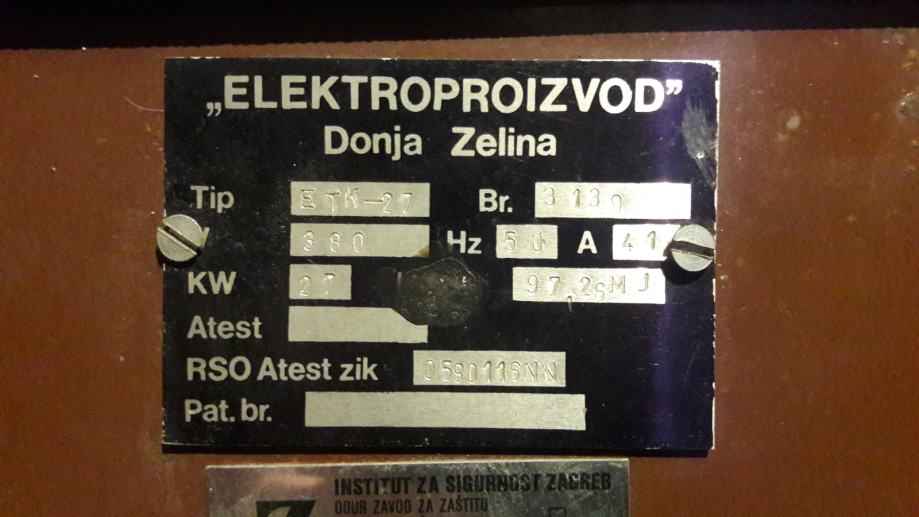 „ELEKTROPROIZVOD”
Donja Zelina
Tip ETK-27 Br. 3139
380 Hz 50 A 41
KW 27 97,26MJ
Atest
RSO Atest zik 0590116NN
Pat. br.
INSTITUT ZA SIGURNOST ZAGREB
OOUR ZAVOD ZA ZAŠTITU